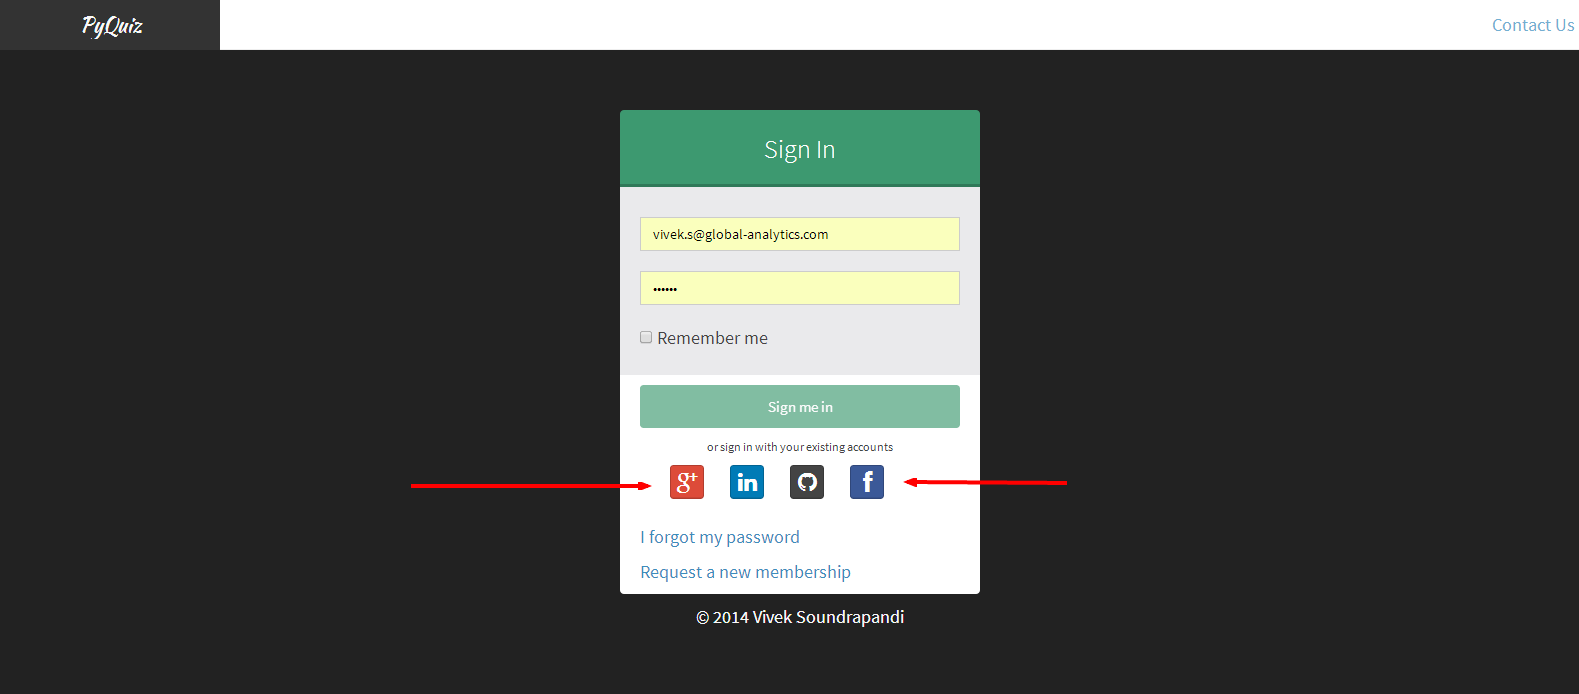 PyQuiz
Contact Us
Sign In
vivek.s@global-analytics.com
••••••
Remember me
Sign me in
or sign in with your existing accounts
g+ in f
I forgot my password
Request a new membership
© 2014 Vivek Soundrapandi